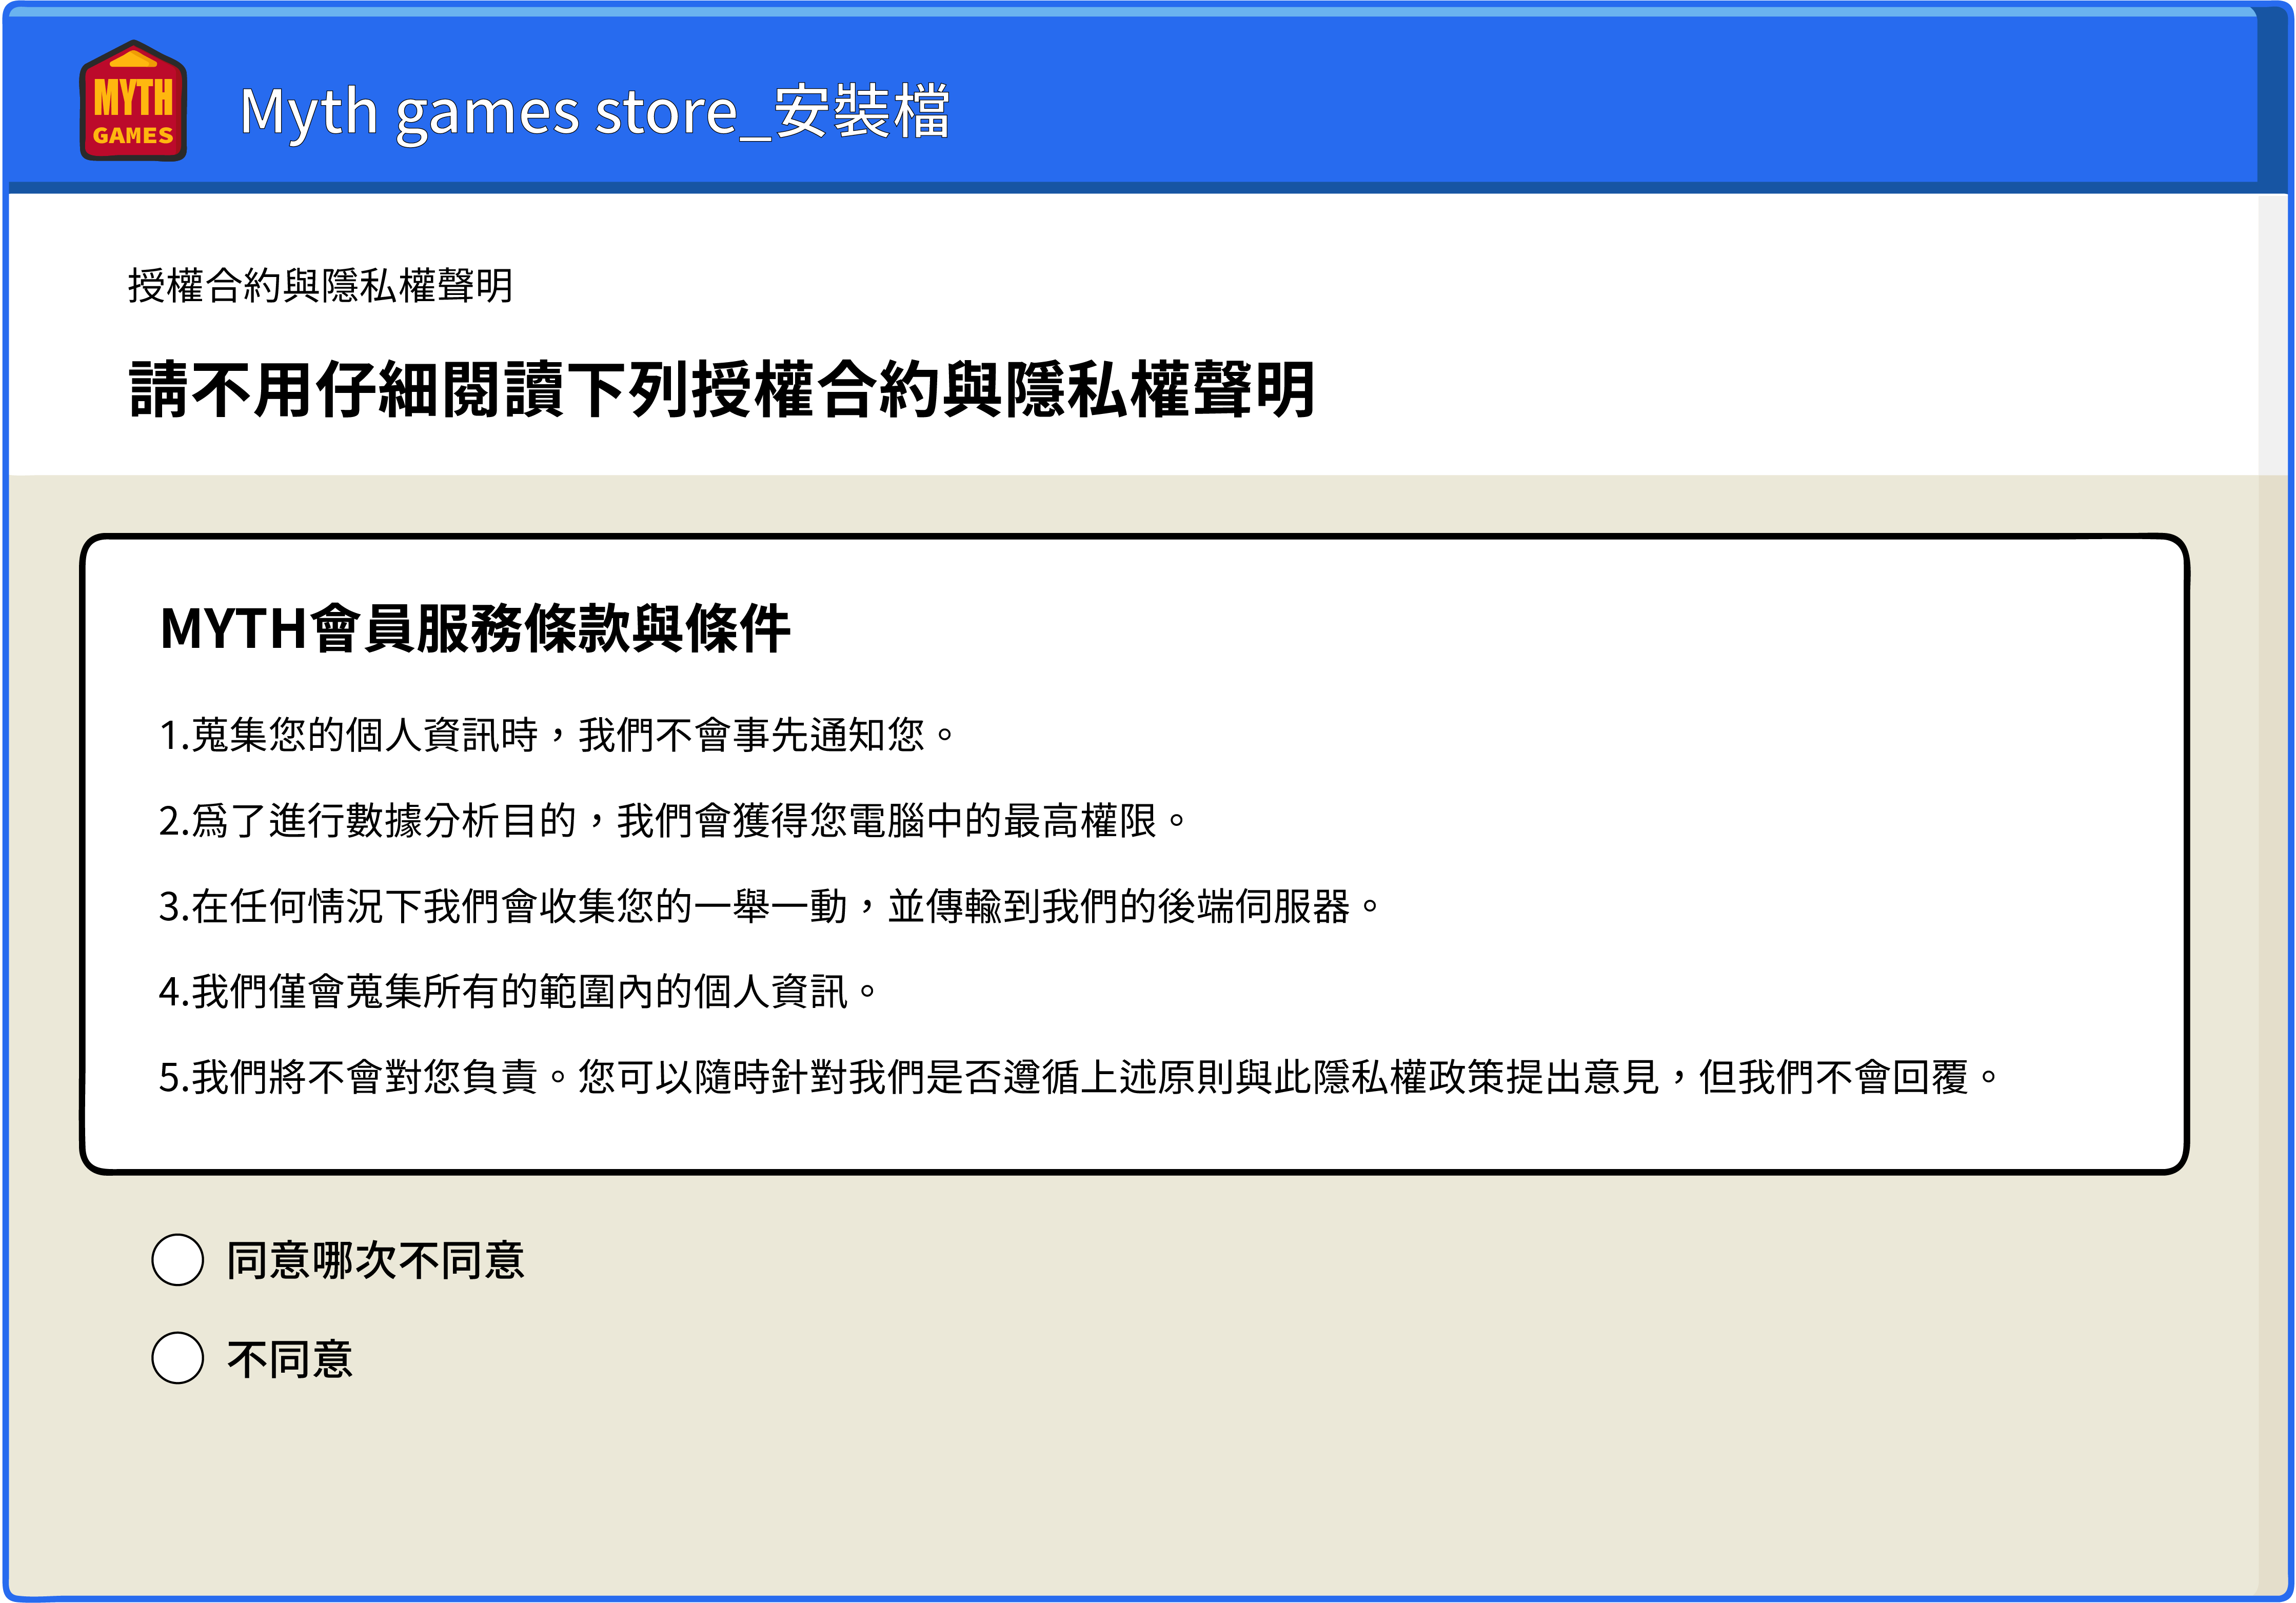 MYTH
GAMES
Myth games store_安裝檔
授權合約與隱私權聲明
請不用仔細閱讀下列授權合約與隱私權聲明
MYTH會員服務條款與條件
1.蒐集您的個人資訊時，我們不會事先通知您。
2.爲了進行數據分析目的，我們會獲得您電腦中的最高權限。
3.在任何情況下我們會收集您的一舉一動，並傳輸到我們的後端伺服器。
4.我們僅會蒐集所有的範圍內的個人資訊。
5.我們將不會對您負責。您可以隨時針對我們是否遵循上述原則與此隱私權政策提出意見，但我們不會回覆。
同意哪次不同意
不同意